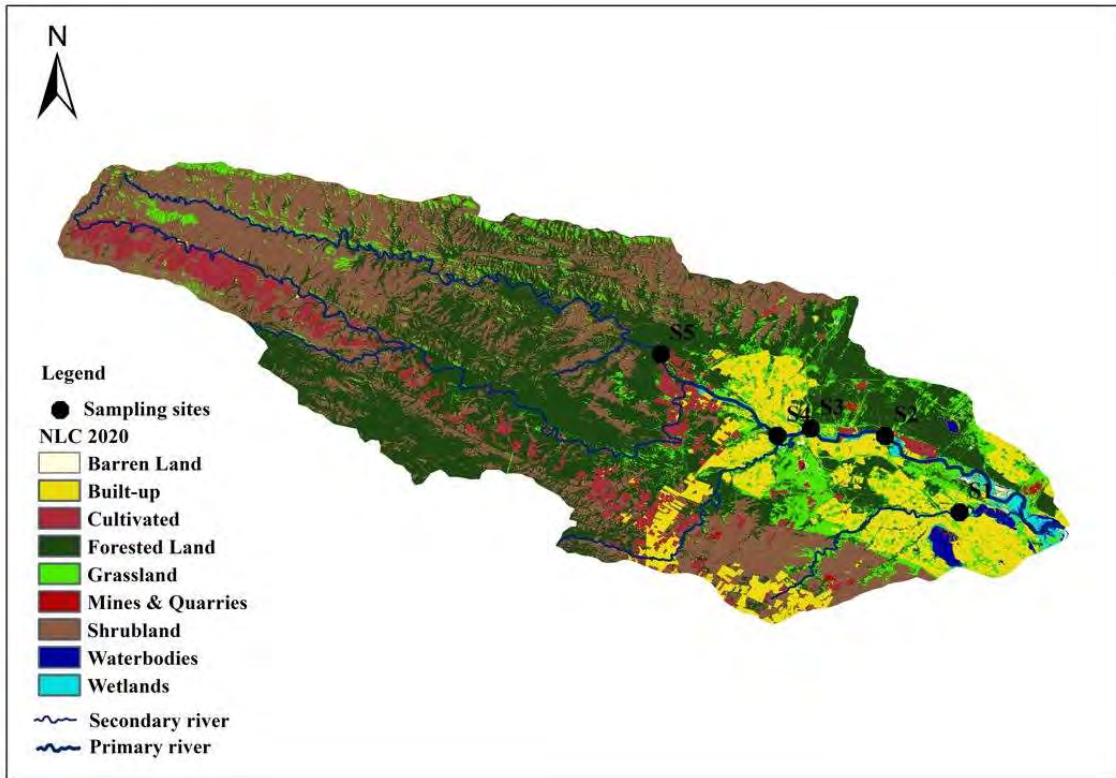 N
S5
S4
S3
S2
S1
Legend
Sampling sites
NLC 2020
Barren Land
Built-up
Cultivated
Forested Land
Grassland
Mines & Quarries
Shrubland
Waterbodies
Wetlands
Secondary river
Primary river